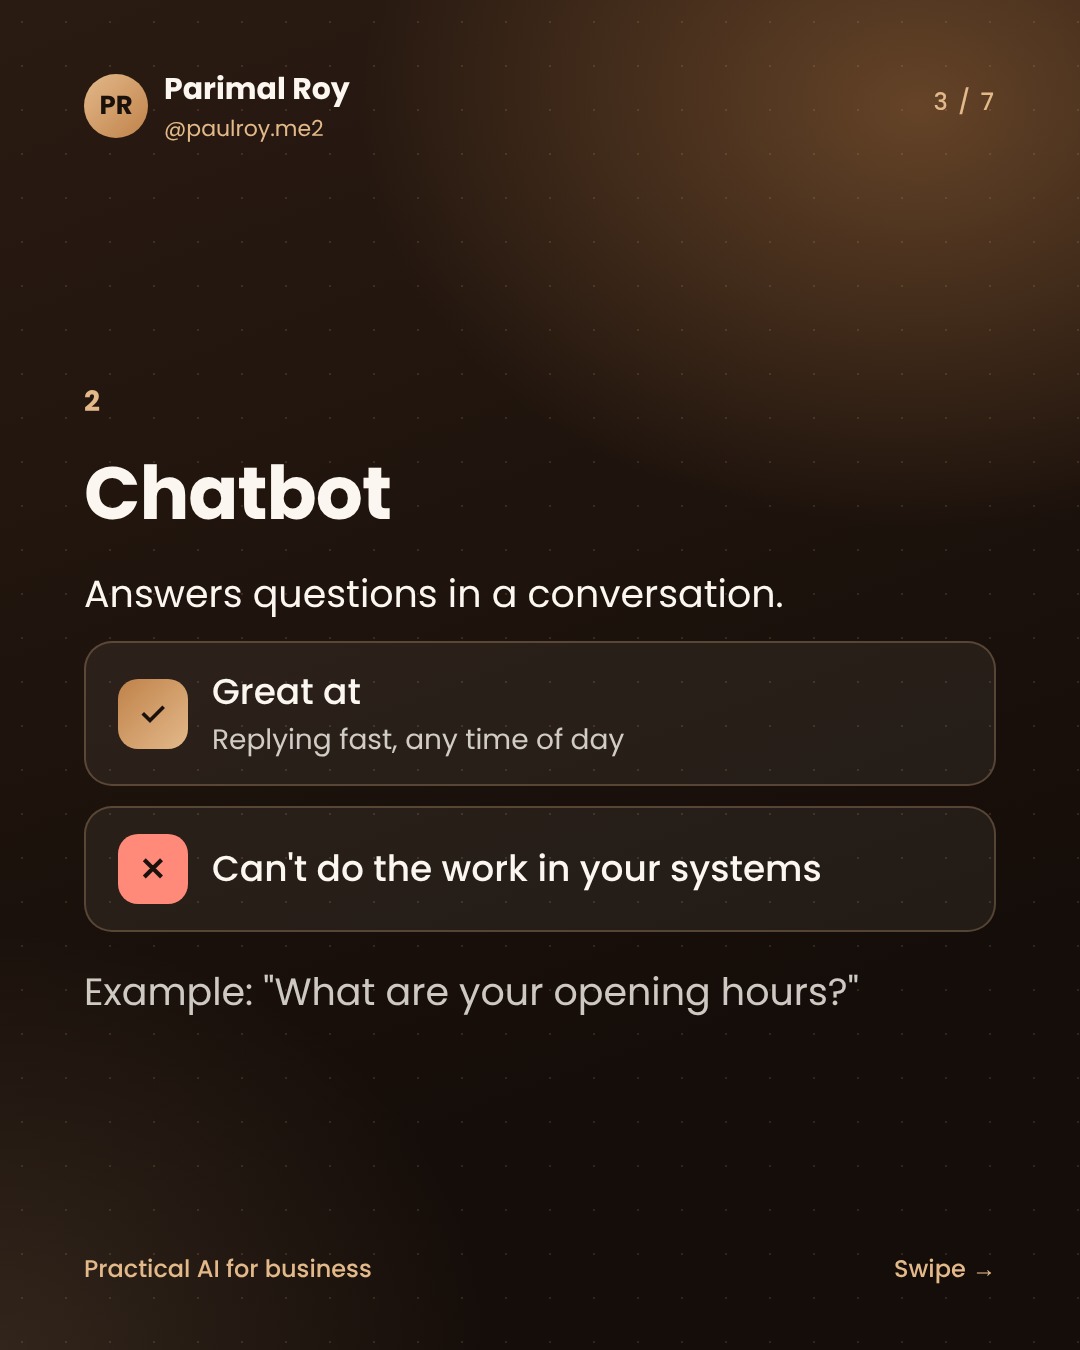 PR
Parimal Roy
@paulroy.me2
3 / 7
2
Chatbot
Answers questions in a conversation.
✓
Great at
Replying fast, any time of day
✕
Can't do the work in your systems
Example: "What are your opening hours?"
Practical AI for business
Swipe →